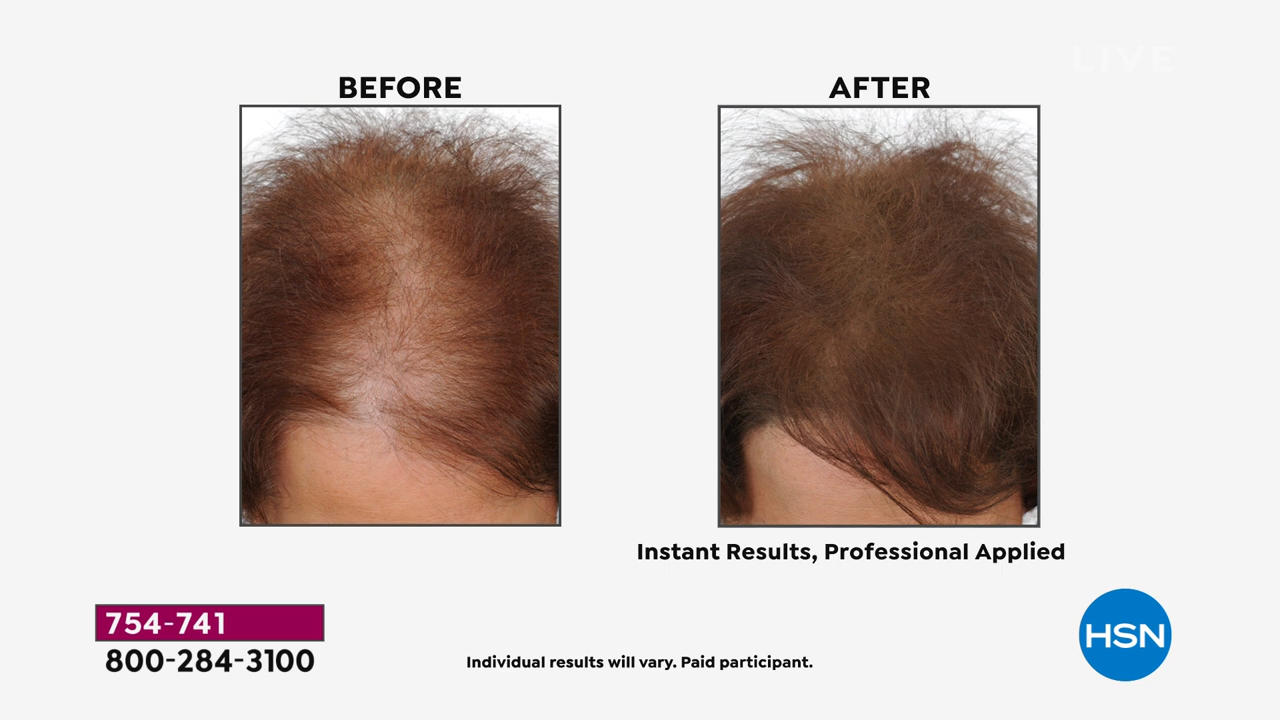 LIVE
BEFORE
AFTER
Instant Results, Professional Applied
754-741
800-284-3100
Individual results will vary. Paid participant.
HSN